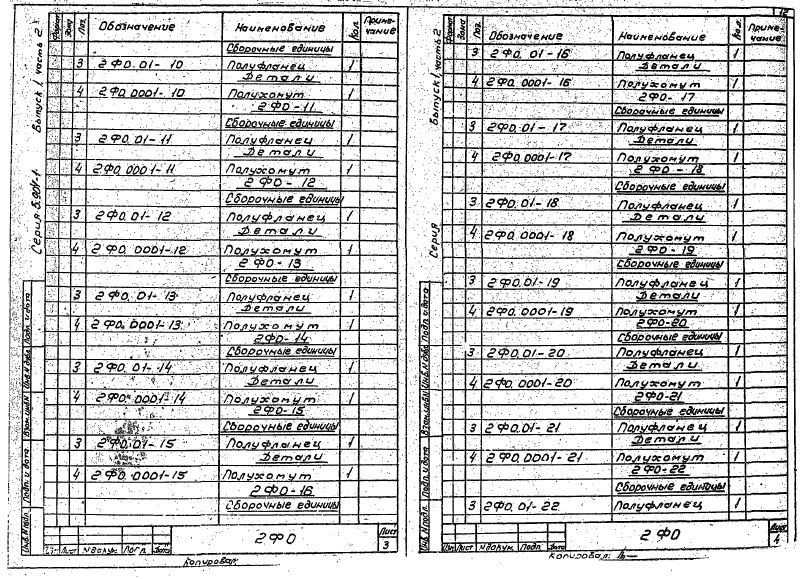 Формат Зона Поз. Обозначение Наименование Кол. Приме-чание
Сборочные единицы
3 2ФО.01-10 Полуфланец 1
Детали
4 2ФО.0001-10 Полухомут 1
2ФО-11
Сборочные единицы
3 2ФО.01-11 Полуфланец 1
Детали
4 2ФО.0001-11 Полухомут 1
2ФО-12
Сборочные единицы
3 2ФО.01-12 Полуфланец 1
Детали
4 2ФО.0001-12 Полухомут 1
2ФО-13
Сборочные единицы
3 2ФО.01-13 Полуфланец 1
Детали
4 2ФО.0001-13 Полухомут 1
2ФО-14
Сборочные единицы
3 2ФО.01-14 Полуфланец 1
Детали
4 2ФО.0001-14 Полухомут 1
2ФО-15
Сборочные единицы
3 2ФО.01-15 Полуфланец 1
Детали
4 2ФО.0001-15 Полухомут 1
2ФО-16
Сборочные единицы
Серия 5.904-1 Выпуск 1 часть 2
Инв.N подл. Подп. и дата Взам.инв.N Инв.N дубл. Подп. и дата
Изм. Лист N докум. Подп. Дата
2ФО
Лист
3
Копировал
12
Формат Зона Поз. Обозначение Наименование Кол. Приме-чание
3 2ФО.01-16 Полуфланец 1
Детали
4 2ФО.0001-16 Полухомут 1
2ФО-17
Сборочные единицы
3 2ФО.01-17 Полуфланец 1
Детали
4 2ФО.0001-17 Полухомут 1
2ФО-18
Сборочные единицы
3 2ФО.01-18 Полуфланец 1
Детали
4 2ФО.0001-18 Полухомут 1
2ФО-19
Сборочные единицы
3 2ФО.01-19 Полуфланец 1
Детали
4 2ФО.0001-19 Полухомут 1
2ФО-20
Сборочные единицы
3 2ФО.01-20 Полуфланец 1
Детали
4 2ФО.0001-20 Полухомут 1
2ФО-21
Сборочные единицы
3 2ФО.01-21 Полуфланец 1
Детали
4 2ФО.0001-21 Полухомут 1
2ФО-22
Сборочные единицы
3 2ФО.01-22 Полуфланец 1
Серия Выпуск 1 часть 2
Инв.N подл. Подп. и дата Взам.инв.N Инв.N дубл. Подп. и дата
Изм. Лист N докум. Подп. Дата
2ФО
Лист
4
Копировал: